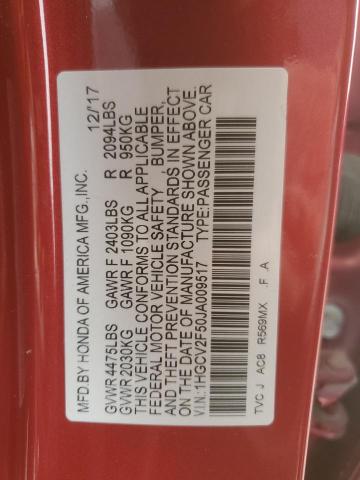 MFD.BY HONDA OF AMERICA MFG.,INC. 12/'17
GVWR 4475LBS GAWR F 2403LBS R 2094LBS
GVWR 2030KG GAWR F 1090KG R 950KG
THIS VEHICLE CONFORMS TO ALL APPLICABLE
FEDERAL MOTOR VEHICLE SAFETY , BUMPER,
AND THEFT PREVENTION STANDARDS IN EFFECT
ON THE DATE OF MANUFACTURE SHOWN ABOVE.
V.I.N.:1HGCV2F50JA009517 TYPE:PASSENGER CAR
TVC J AC8 R569MX .F .A